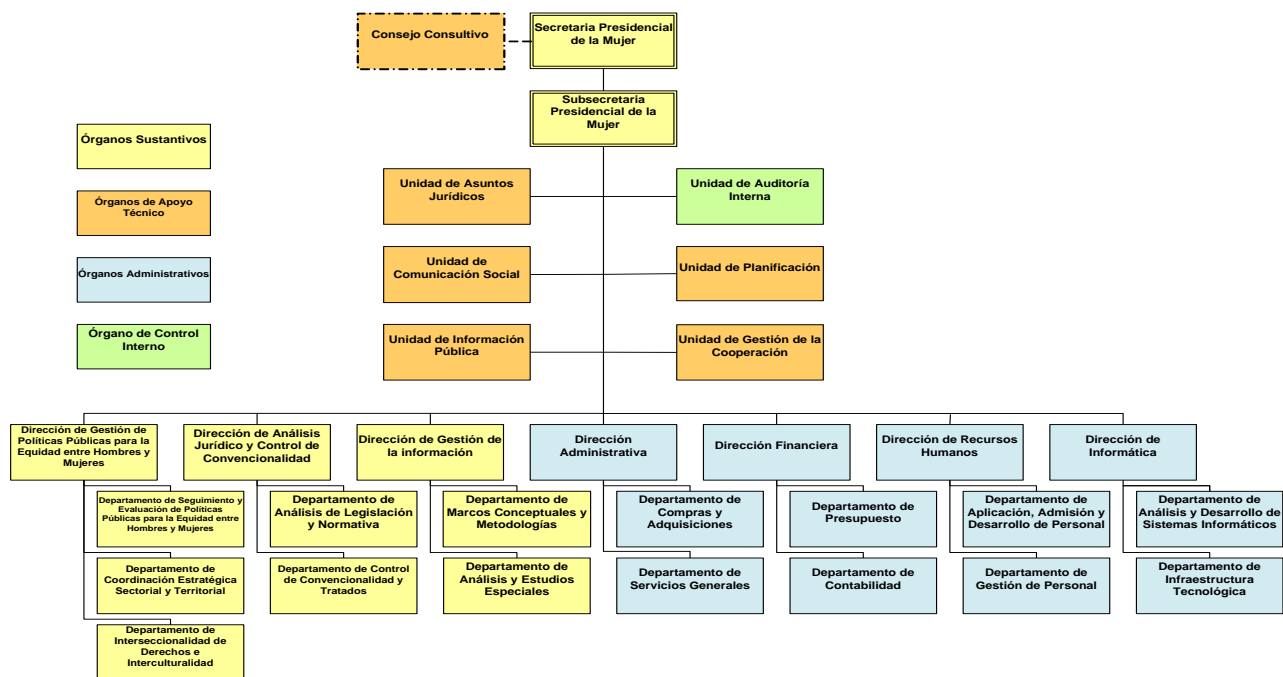 Consejo Consultivo
Secretaria Presidencial
de la Mujer
Subsecretaria
Presidencial de la
Mujer
Órganos Sustantivos
Órganos de Apoyo
Técnico
Órganos Administrativos
Órgano de Control
Interno
Unidad de Asuntos
Jurídicos
Unidad de Auditoría
Interna
Unidad de
Comunicación Social
Unidad de Planificación
Unidad de Información
Pública
Unidad de Gestión de la
Cooperación
Dirección de Gestión de
Políticas Públicas para la
Equidad entre Hombres y
Mujeres
Dirección de Análisis
Jurídico y Control de
Convencionalidad
Dirección de Gestión de
la información
Dirección
Administrativa
Dirección Financiera
Dirección de Recursos
Humanos
Dirección de
Informática
Departamento de Seguimiento y
Evaluación de Políticas
Públicas para la Equidad entre
Hombres y Mujeres
Departamento de
Análisis de Legislación
y Normativa
Departamento de
Marcos Conceptuales y
Metodologías
Departamento de
Compras y
Adquisiciones
Departamento de
Presupuesto
Departamento de
Aplicación, Admisión y
Desarrollo de Personal
Departamento de
Análisis y Desarrollo de
Sistemas Informáticos
Departamento de
Coordinación Estratégica
Sectorial y Territorial
Departamento de Control
de Convencionalidad y
Tratados
Departamento de
Análisis y Estudios
Especiales
Departamento de
Servicios Generales
Departamento de
Contabilidad
Departamento de
Gestión de Personal
Departamento de
Infraestructura
Tecnológica
Departamento de
Interseccionalidad de
Derechos e
Interculturalidad